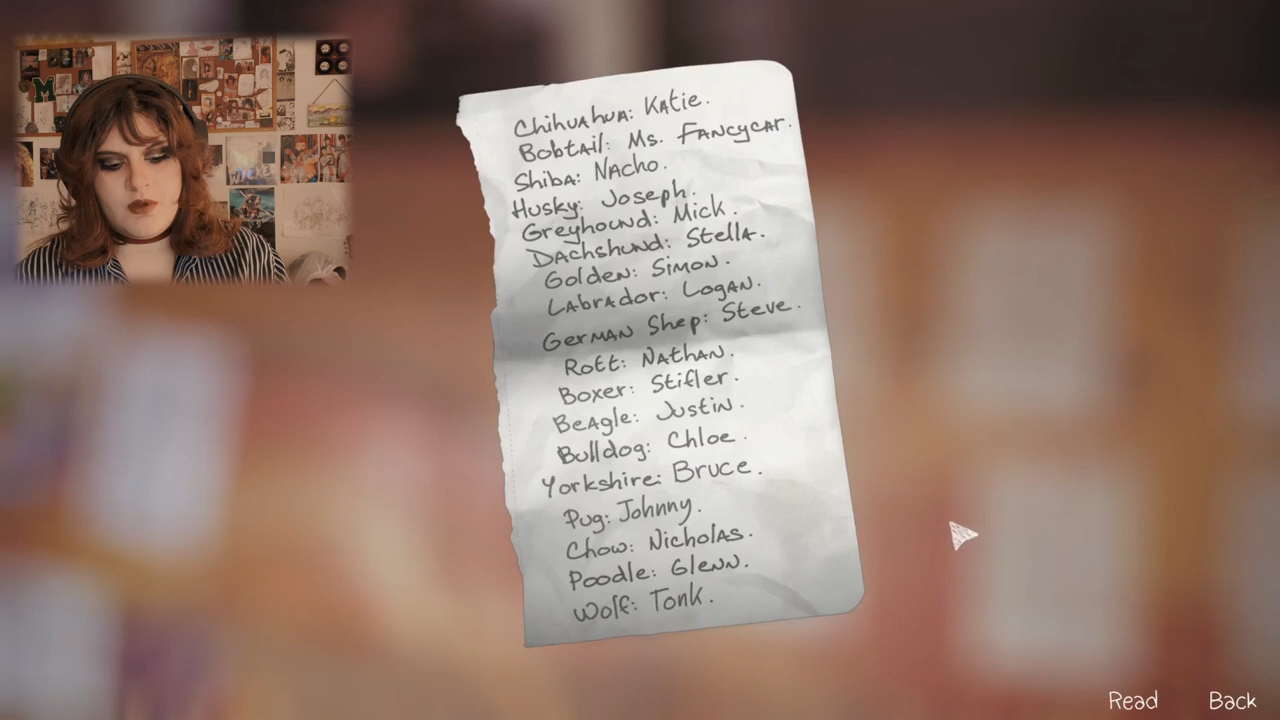 Chihuahua: Katie.
Bobtail: Ms. Fancycar.
Shiba: Nacho.
Husky: Joseph.
Greyhound: Mick.
Dachshund: Stella.
Golden: Simon.
Labrador: Logan.
German Shep: Steve.
Rott: Nathan.
Boxer: Stifler.
Beagle: Justin.
Bulldog: Chloe.
Yorkshire: Bruce.
Pug: Johnny.
Chow: Nicholas.
Poodle: Glenn.
Wolf: Tonk.
M
Read Back